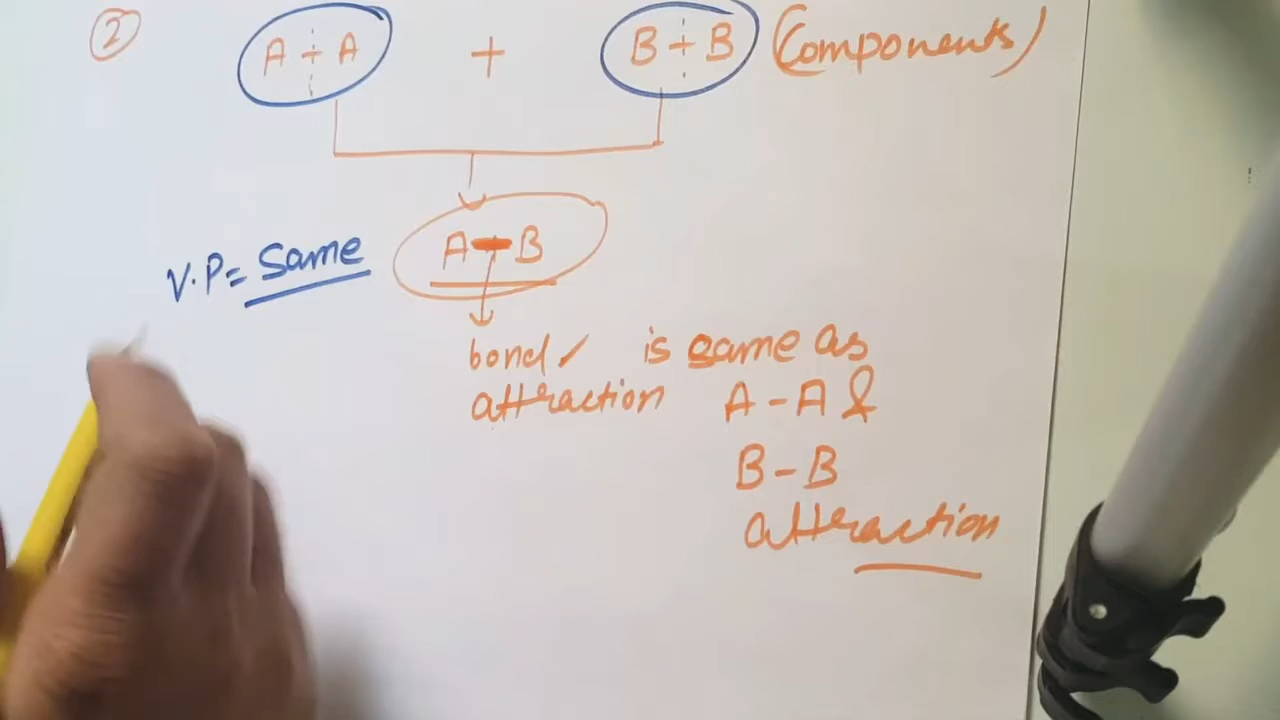 ②
A ÷ A + B ÷ B (Components)
A - B
V.P = Same
bond / is same as
attraction A - A &
B - B
attraction